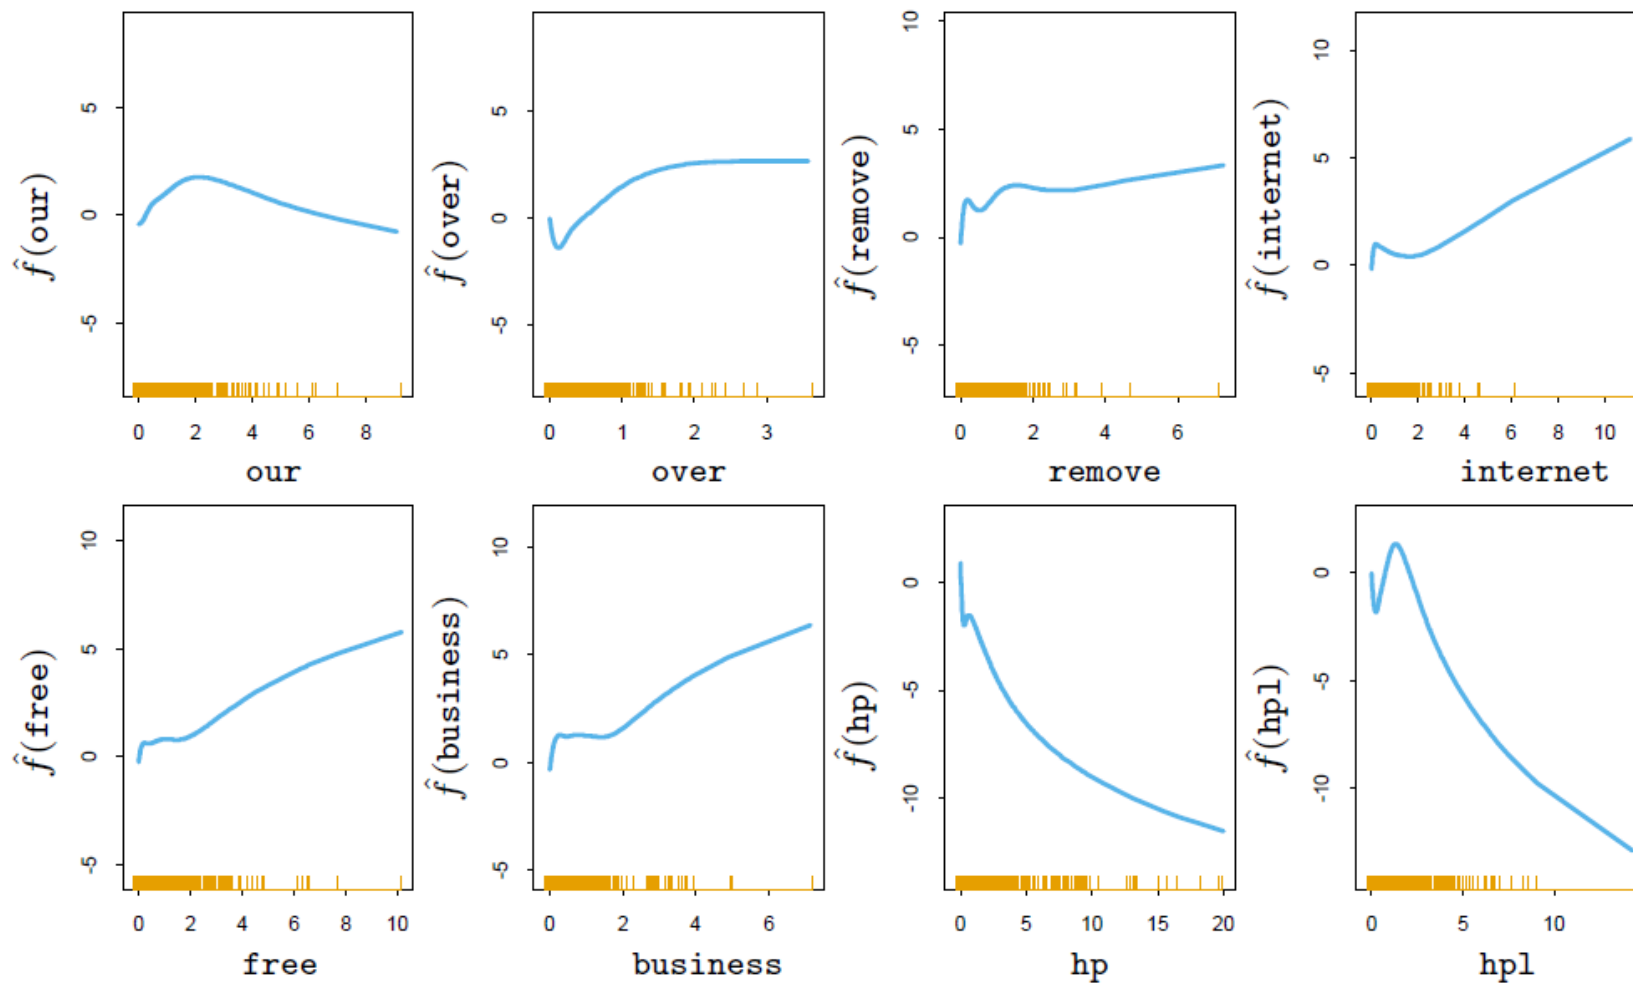 10
10
5
5
5
5
0
0
0
0
-5
-5
-5
-5
f̂(our)
f̂(over)
f̂(remove)
f̂(internet)
0 2 4 6 8
0 1 2 3
0 2 4 6
0 2 4 6 8 10
our
over
remove
internet
10
10
5
5
0
0
0
0
-5
-5
-5
-5
-10
-10
f̂(free)
f̂(business)
f̂(hp)
f̂(hpl)
0 2 4 6 8 10
0 2 4 6
0 5 10 15 20
0 5 10
free
business
hp
hpl